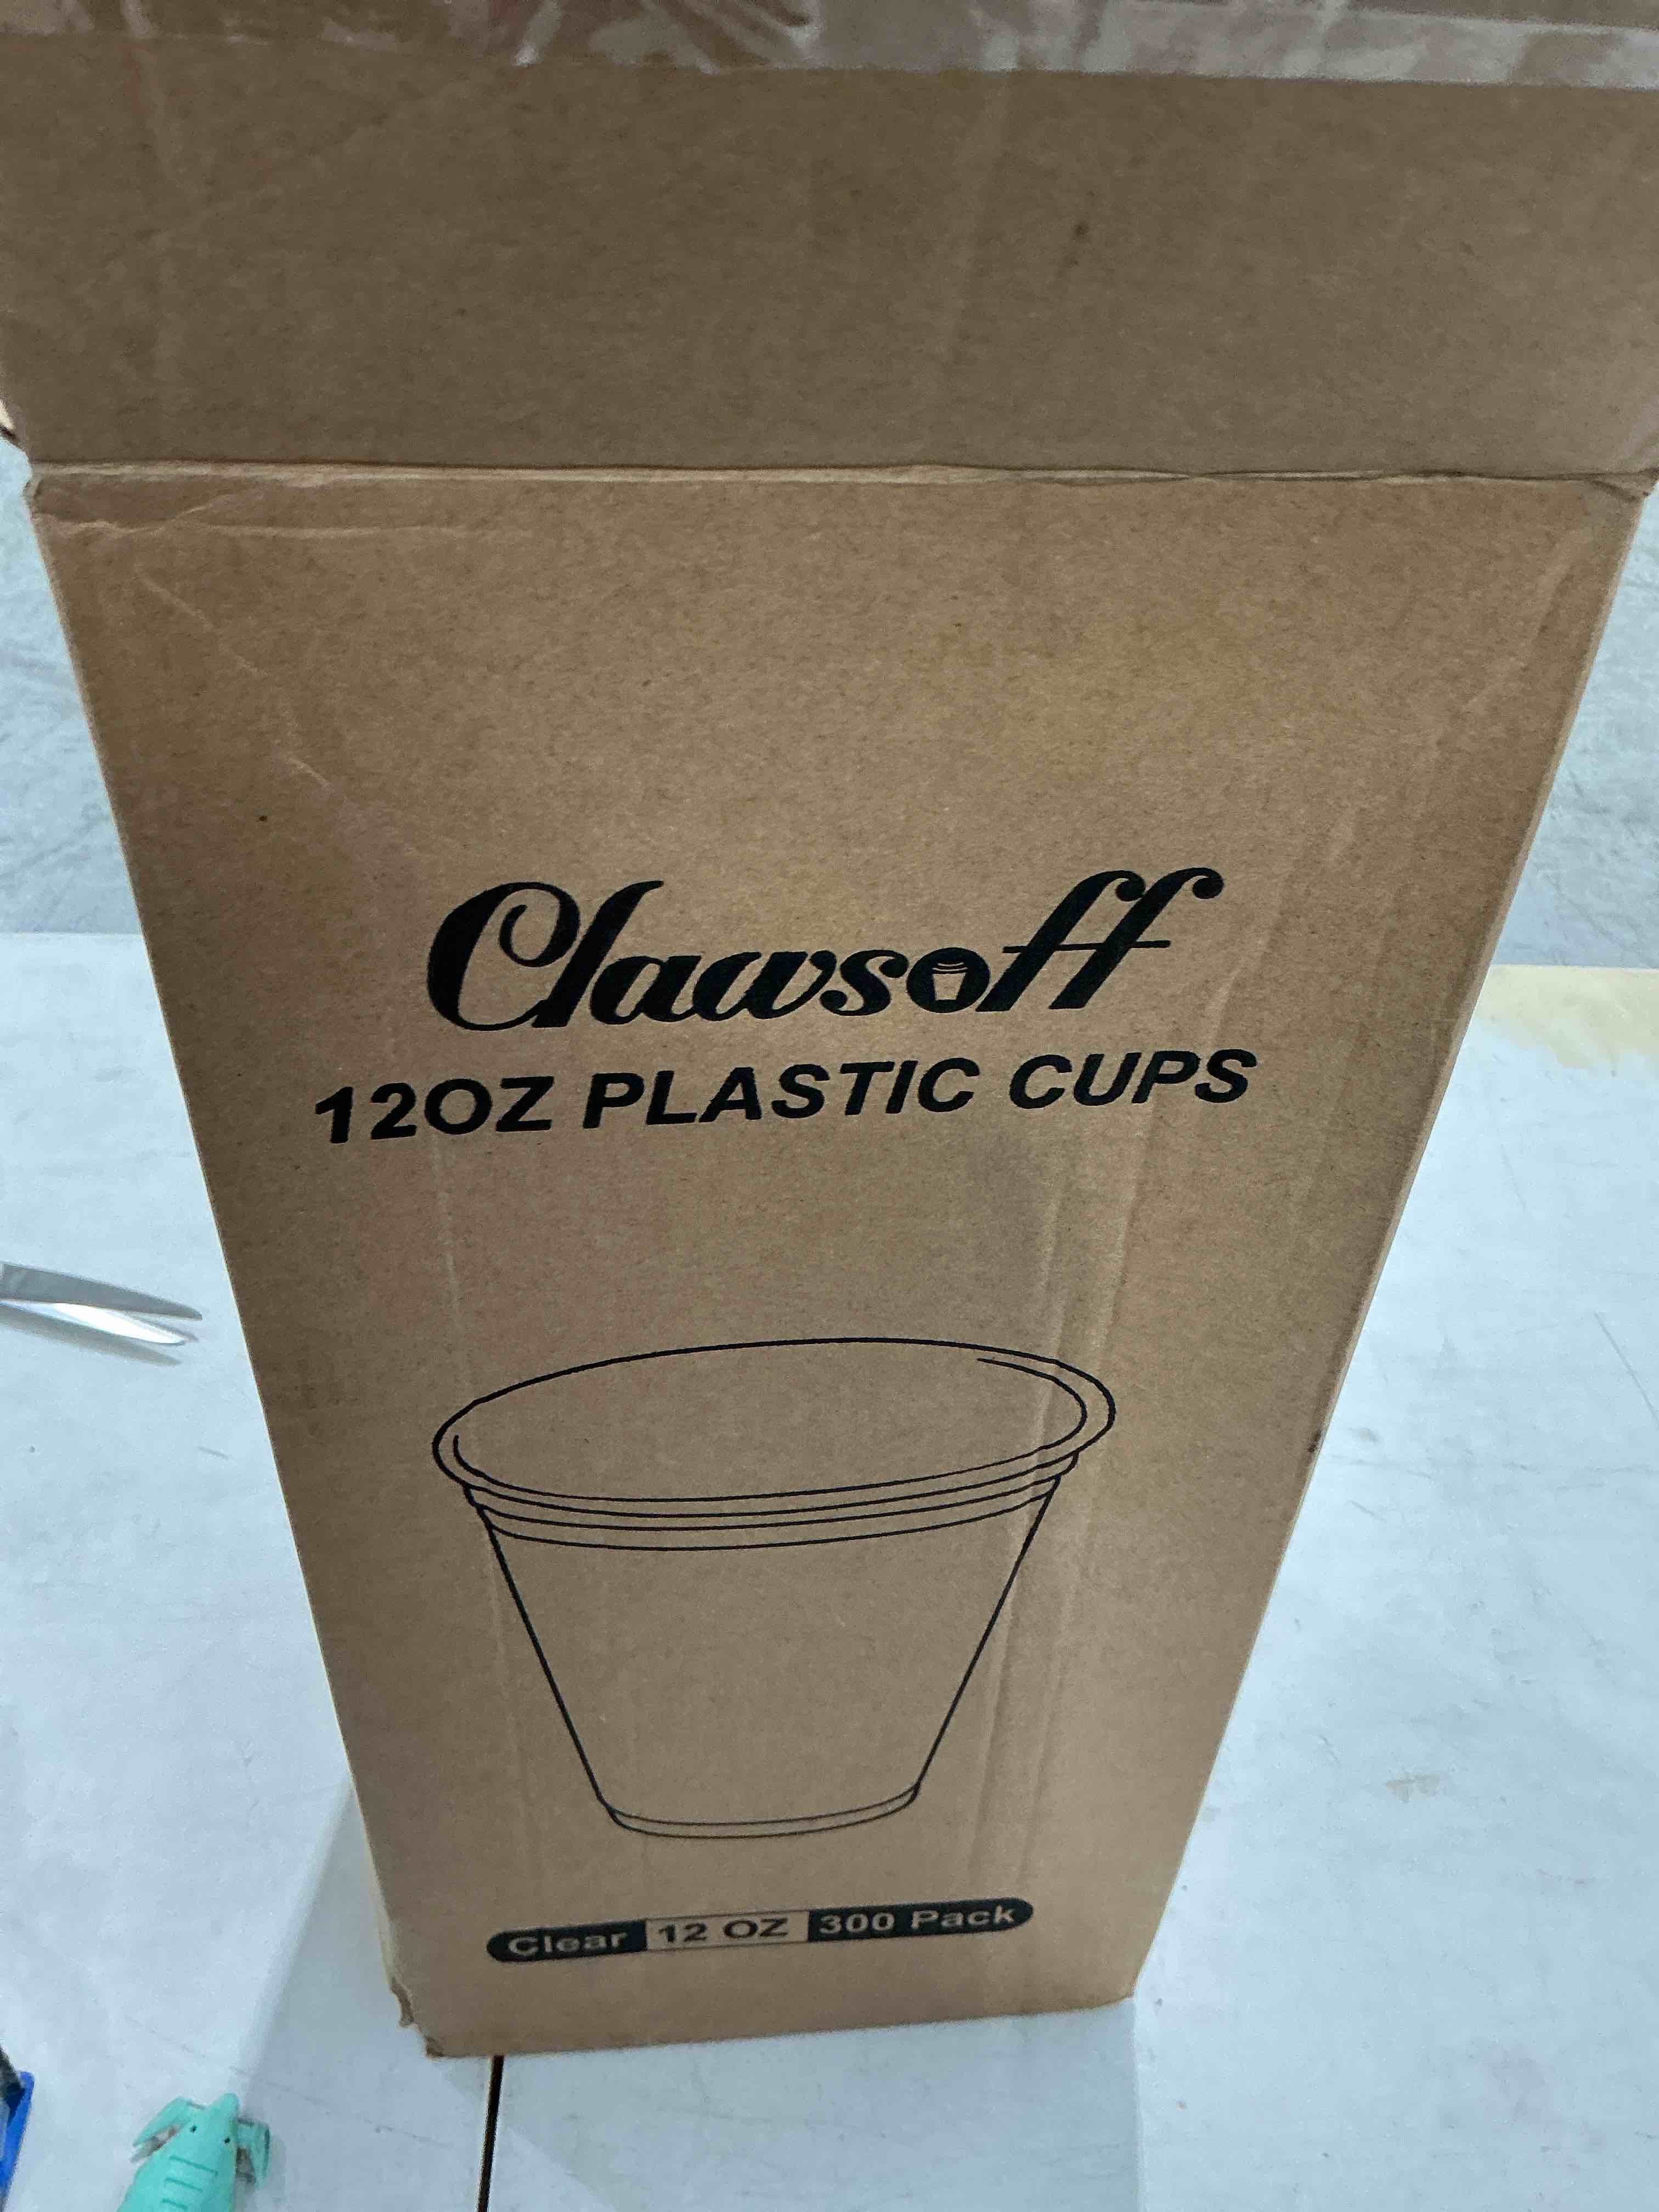 Clawsoff
12OZ PLASTIC CUPS
Clear 12 OZ 300 Pack